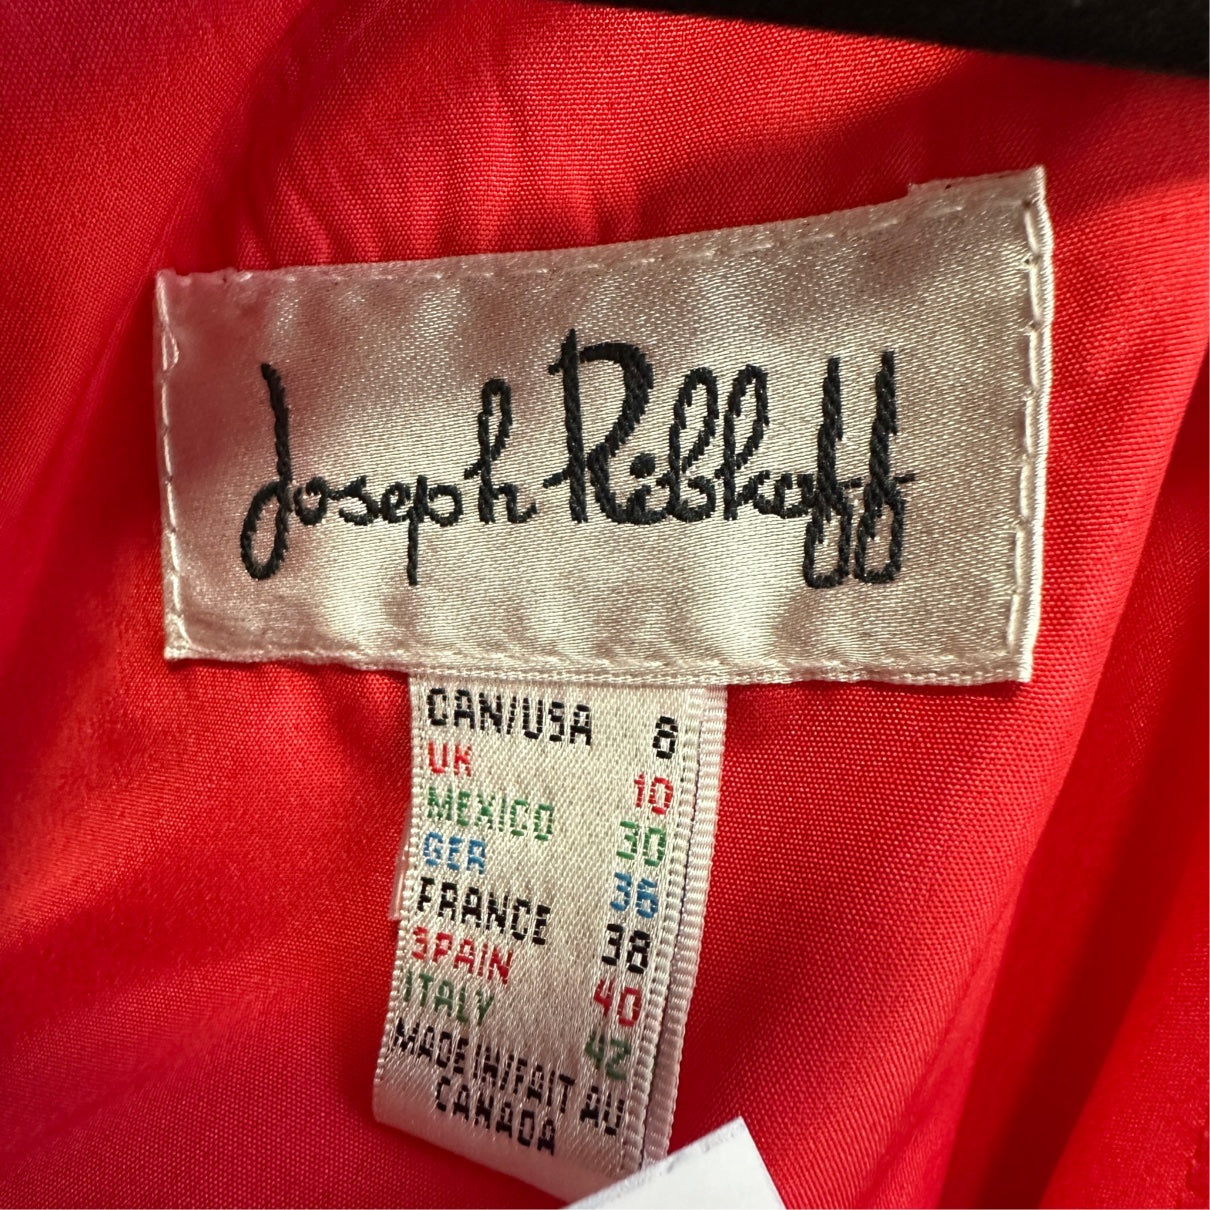 Joseph Ribkoff
CAN/USA 8
UK 10
MEXICO 30
GER 36
FRANCE 38
SPAIN 40
ITALY 42
MADE IN/FAIT AU
CANADA